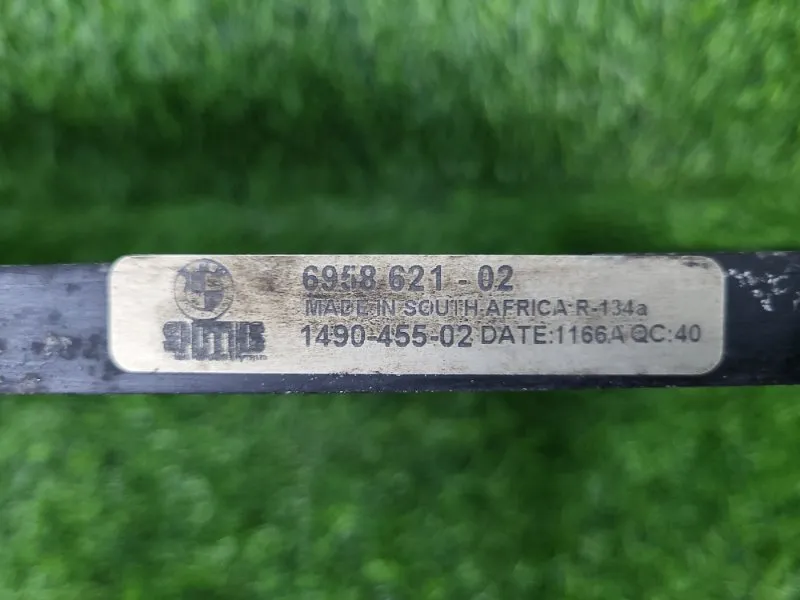 6958 621 - 02
MADE IN SOUTH AFRICA R-134a
1490-455-02 DATE:1166A QC:40